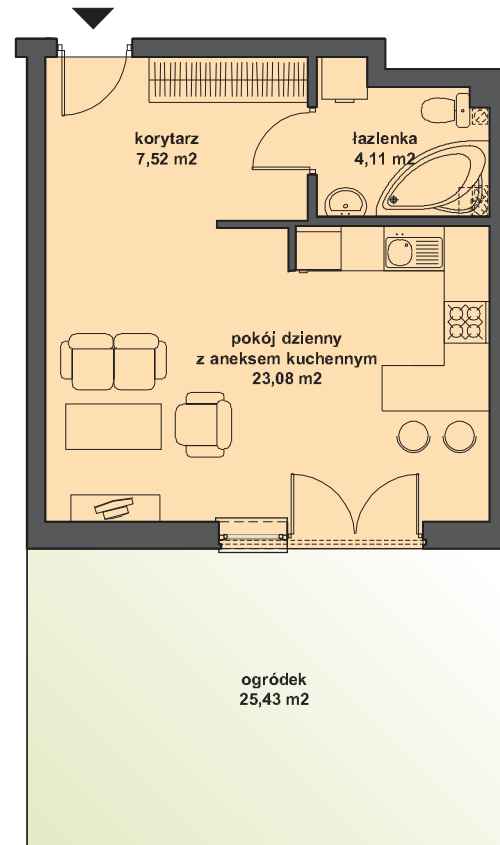 korytarz
7,52 m2
łazlenka
4,11 m2
pokój dzienny
z aneksem kuchennym
23,08 m2
ogródek
25,43 m2